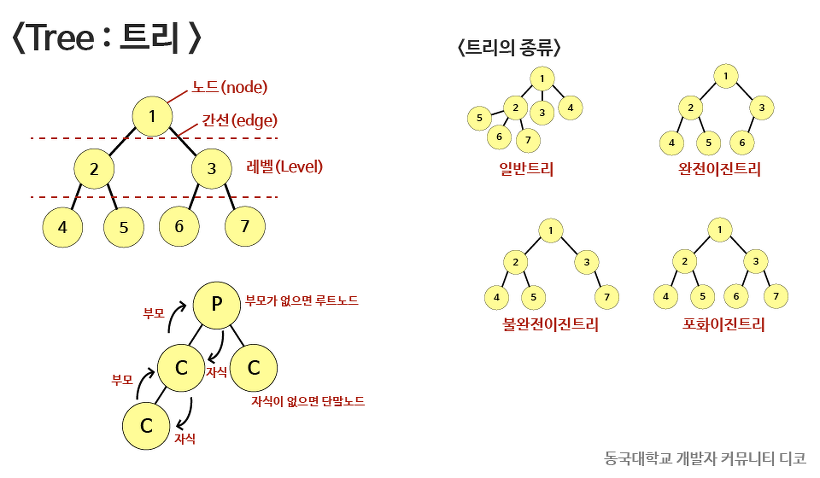 <Tree : 트리 >
노드(node)
간선(edge)
레벨(Level)
1
2
3
4
5
6
7
P
C
C
C
부모
부모가 없으면 루트노드
부모
자식
자식이 없으면 단말노드
자식
<트리의 종류>
1
2
3
4
5
6
7
일반트리
1
2
3
4
5
6
완전이진트리
1
2
3
4
5
7
불완전이진트리
1
2
3
4
5
6
7
포화이진트리
동국대학교 개발자 커뮤니티 디코